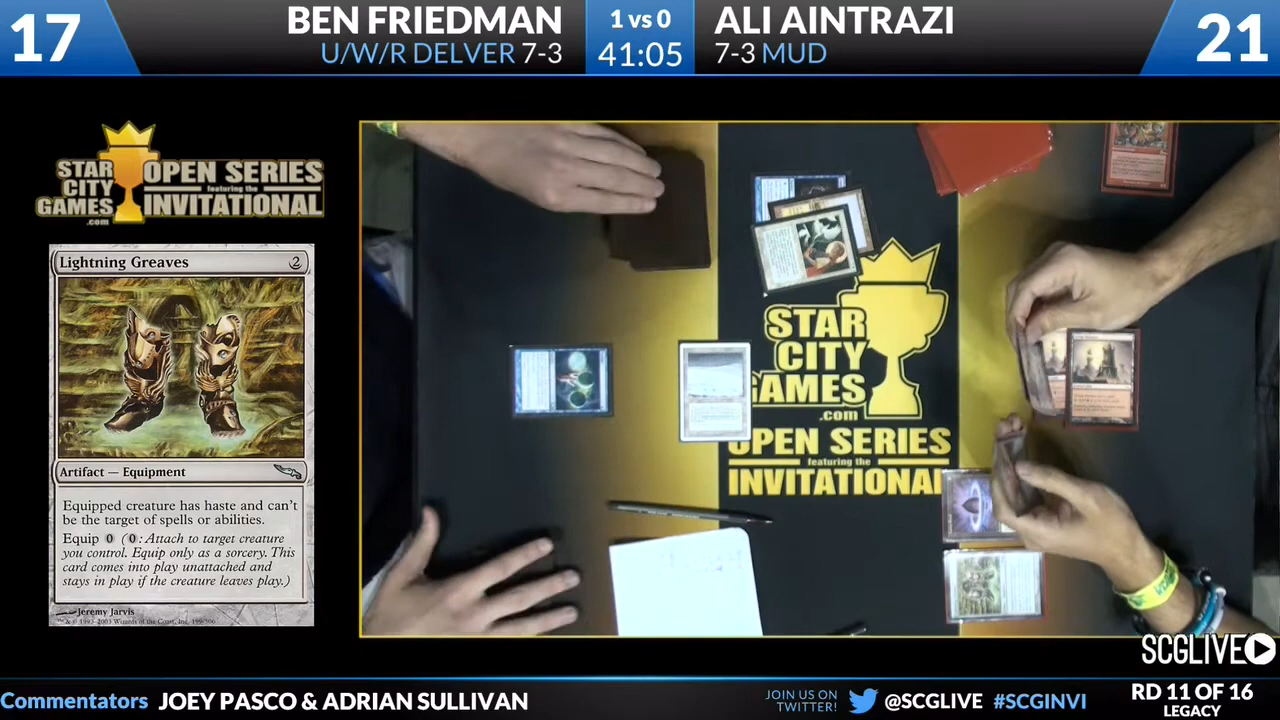 17
BEN FRIEDMAN
U/W/R DELVER 7-3
1 vs 0
41:05
ALI AINTRAZI
7-3 MUD
21
STAR CITY GAMES .com
OPEN SERIES
featuring the
INVITATIONAL
Lightning Greaves 2
Artifact — Equipment
Equipped creature has haste and can't
be the target of spells or abilities.
Equip 0 (0: Attach to target creature
you control. Equip only as a sorcery. This
card comes into play unattached and
stays in play if the creature leaves play.)
Jeremy Jarvis
STAR
CITY
GAMES
.com
OPEN SERIES
featuring the
INVITATIONAL
SCGLIVE
Commentators JOEY PASCO & ADRIAN SULLIVAN
JOIN US ON
TWITTER!
@SCGLIVE #SCGINVI
RD 11 OF 16
LEGACY